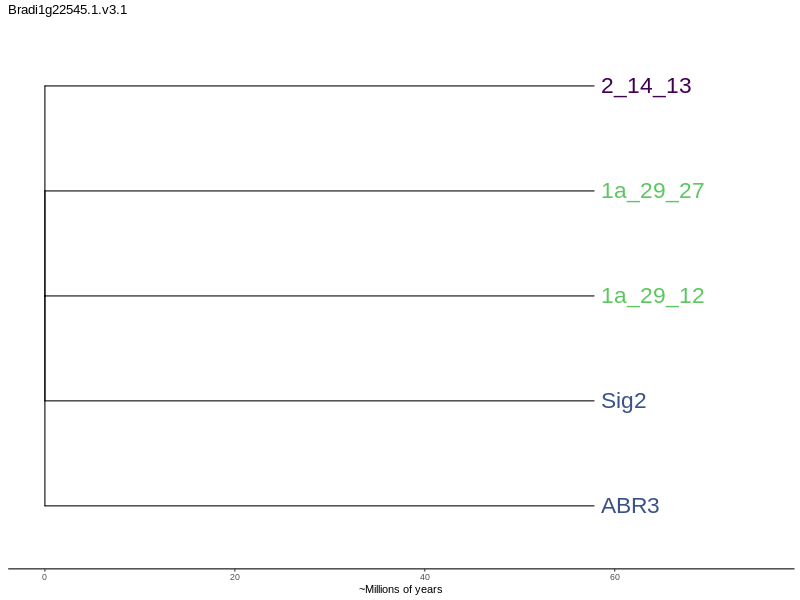 Bradi1g22545.1.v3.1
2_14_13
1a_29_27
1a_29_12
Sig2
ABR3
0 20 40 60
~Millions of years